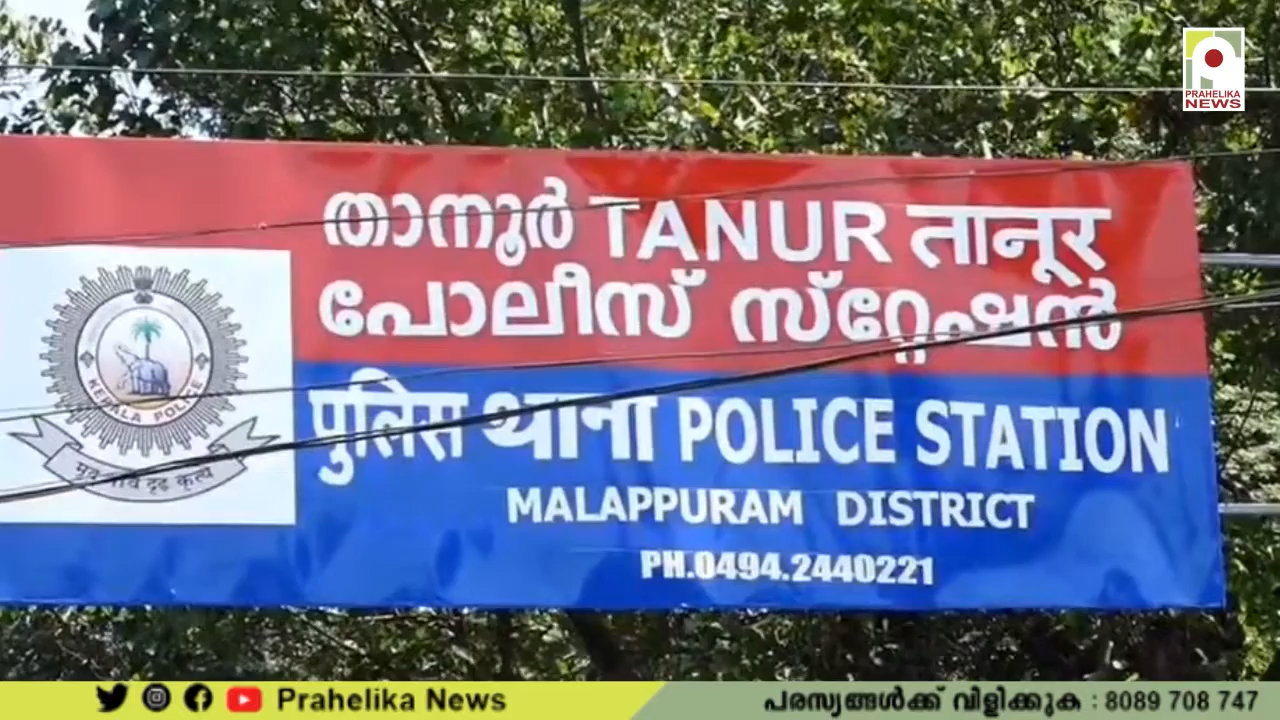 PRAHELIKA
NEWS
താനൂർ TANUR तानूर
പോലീസ് സ്റ്റേഷൻ
KERALA POLICE
पुलिस थाना POLICE STATION
MALAPPURAM DISTRICT
PH.0494.2440221
Prahelika News
പരസ്യങ്ങൾക്ക് വിളിക്കുക : 8089 708 747